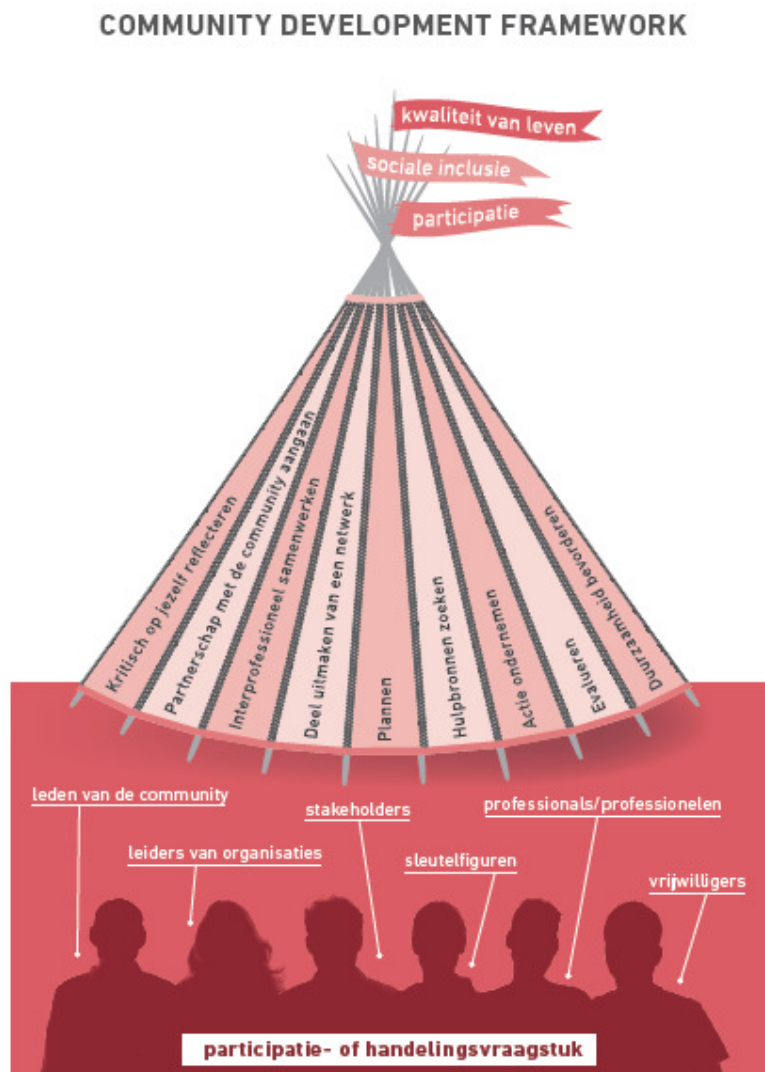 COMMUNITY DEVELOPMENT FRAMEWORK
kwaliteit van leven
sociale inclusie
participatie
Kritisch op jezelf reflecteren
Partnerschap met de community aangaan
Interprofessioneel samenwerken
Deel uitmaken van een netwerk
Plannen
Hulpbronnen zoeken
Actie ondernemen
Evalueren
Duurzaamheid bevorderen
leden van de community
leiders van organisaties
stakeholders
sleutelfiguren
professionals/professionelen
vrijwilligers
participatie- of handelingsvraagstuk